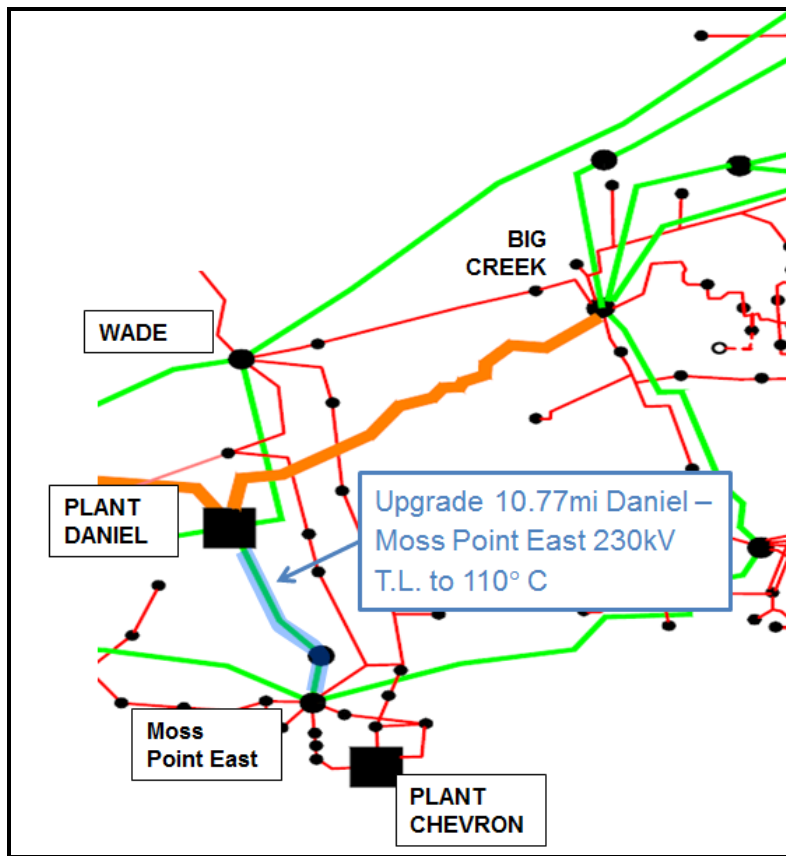 BIG
CREEK
WADE
PLANT
DANIEL
Upgrade 10.77mi Daniel –
Moss Point East 230kV
T.L. to 110° C
Moss
Point East
PLANT
CHEVRON